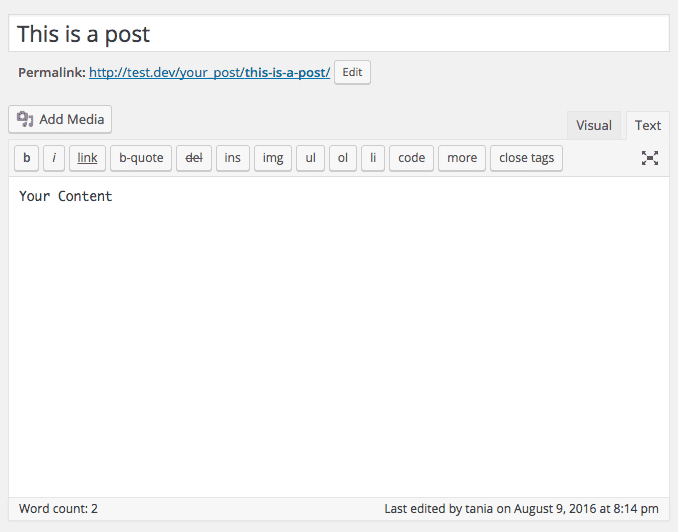 This is a post
Permalink: http://test.dev/your_post/this-is-a-post/ Edit
Add Media
Visual Text
b i link b-quote del ins img ul ol li code more close tags
Your Content
Word count: 2 Last edited by tania on August 9, 2016 at 8:14 pm